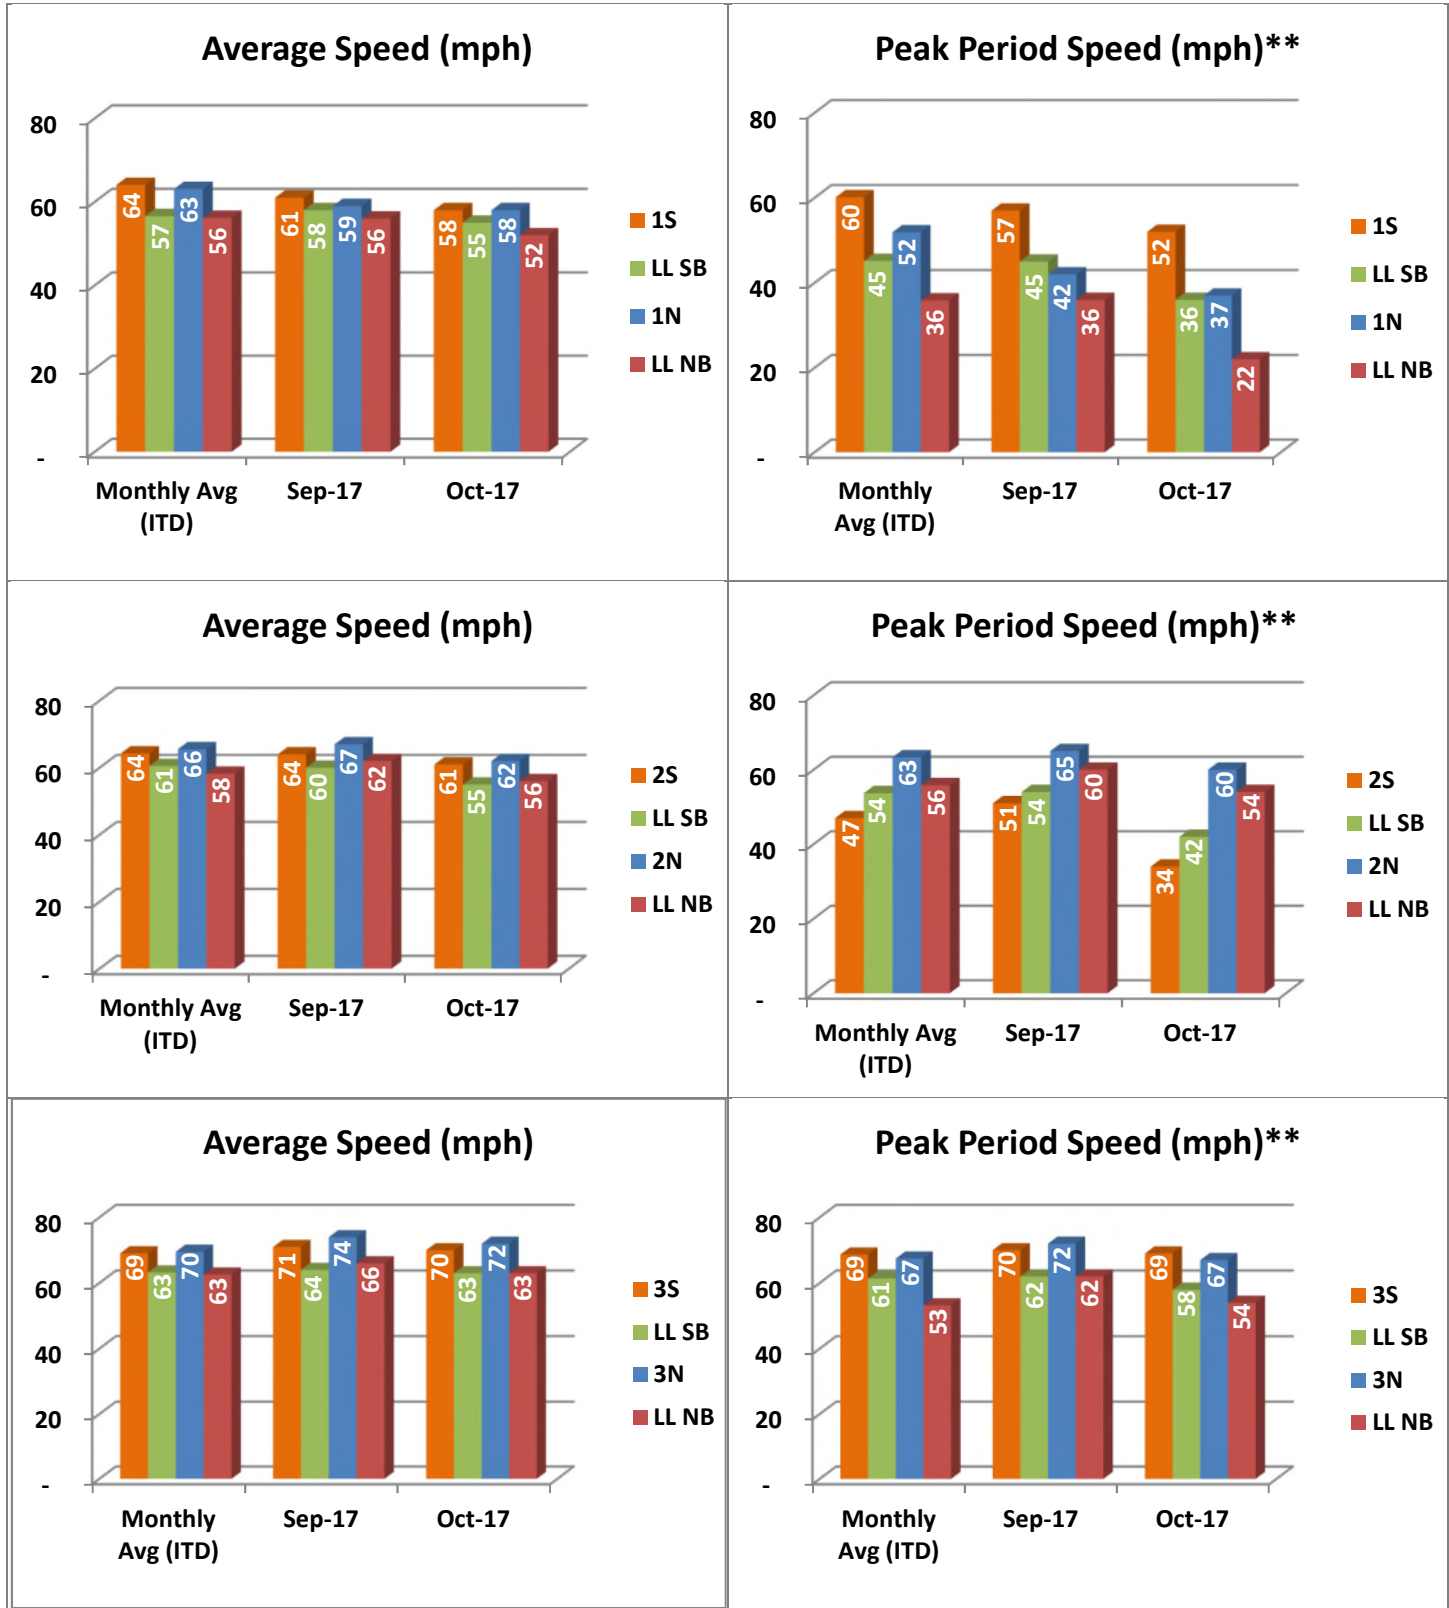 Average Speed (mph)
80
60
40
20
-
64
57
63
56
61
58
59
56
58
55
58
52
Monthly Avg
(ITD)
Sep-17
Oct-17
1S
LL SB
1N
LL NB
Peak Period Speed (mph)**
80
60
40
20
-
60
45
52
36
57
45
42
36
52
36
37
22
Monthly
Avg (ITD)
Sep-17
Oct-17
1S
LL SB
1N
LL NB
Average Speed (mph)
80
60
40
20
-
64
61
66
58
64
60
67
62
61
55
62
56
Monthly Avg
(ITD)
Sep-17
Oct-17
2S
LL SB
2N
LL NB
Peak Period Speed (mph)**
80
60
40
20
-
47
54
63
56
51
54
65
60
34
42
60
54
Monthly Avg
(ITD)
Sep-17
Oct-17
2S
LL SB
2N
LL NB
Average Speed (mph)
80
60
40
20
-
69
63
70
63
71
64
74
66
70
63
72
63
Monthly
Avg (ITD)
Sep-17
Oct-17
3S
LL SB
3N
LL NB
Peak Period Speed (mph)**
80
60
40
20
-
69
61
67
53
70
62
72
62
69
58
67
54
Monthly
Avg (ITD)
Sep-17
Oct-17
3S
LL SB
3N
LL NB